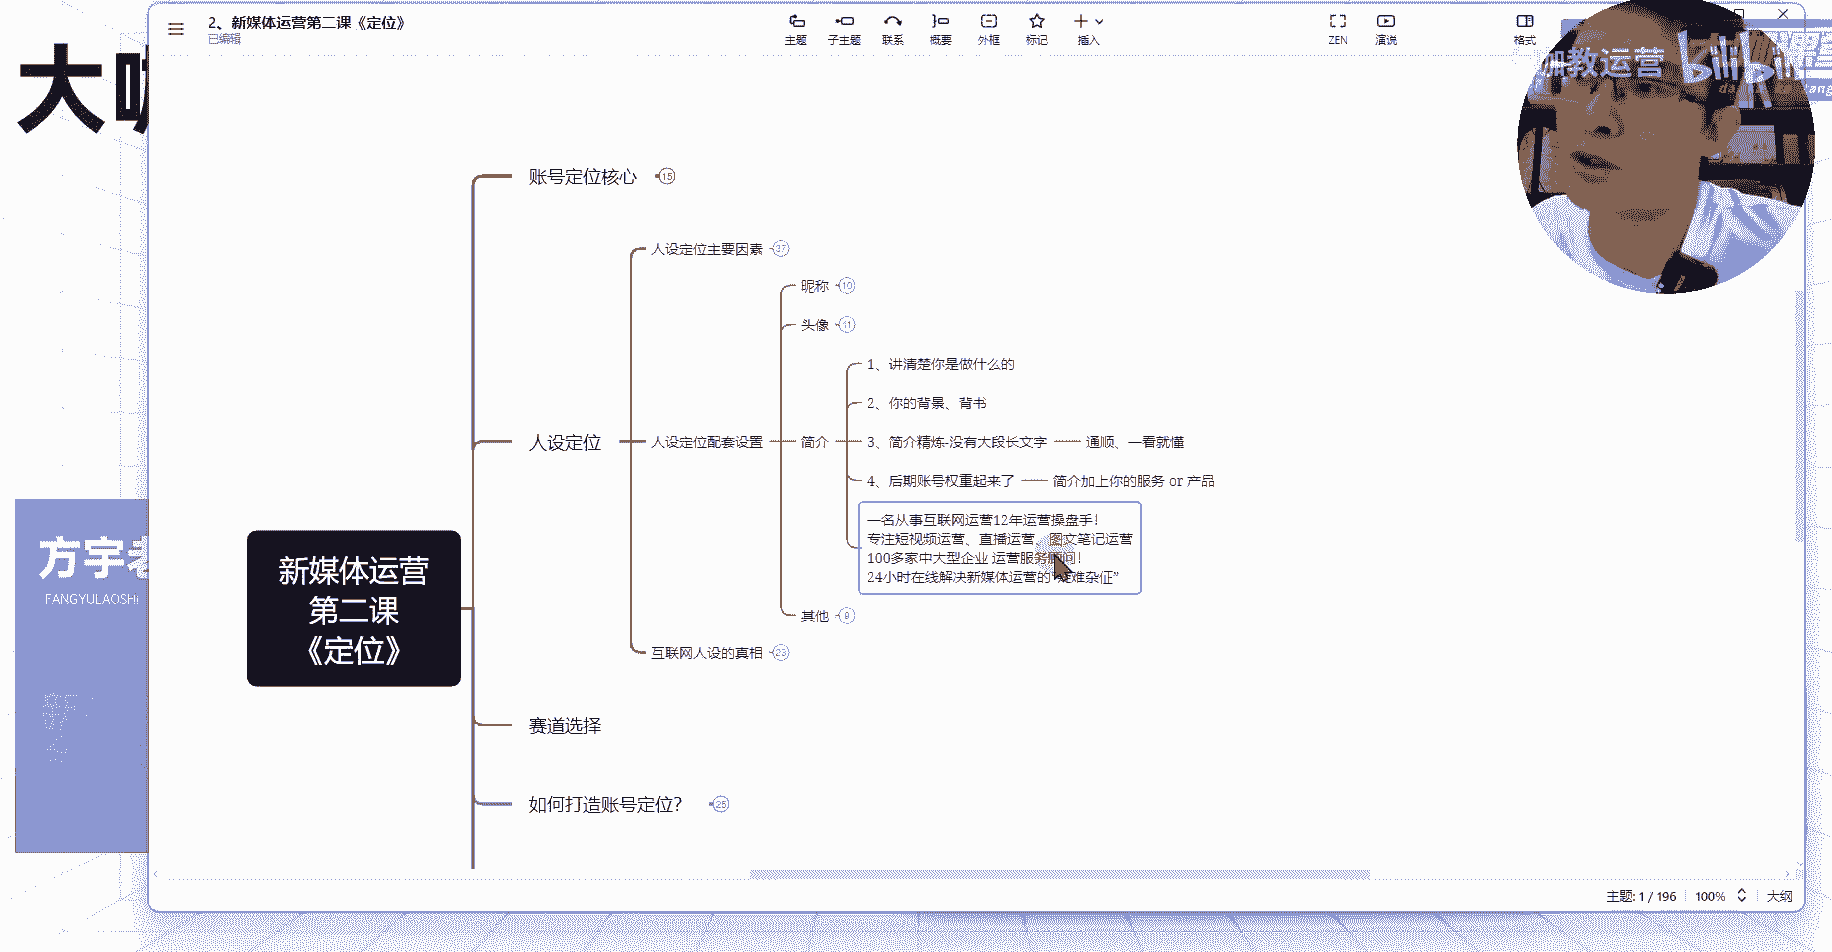 2、新媒体运营第二课《定位》
已编辑
主题
子主题
联系
概要
外框
标记
插入
ZEN
演说
格式
大
教运营 bilibili
方宇老
FANGYULAOSHI
新媒体运营
第二课
《定位》
账号定位核心 15
人设定位
人设定位主要因素 37
人设定位配套设置
昵称 10
头像 11
简介
1、讲清楚你是做什么的
2、你的背景、背书
3、简介精炼-没有大段长文字 通顺、一看就懂
4、后期账号权重起来了 简介加上你的服务 or 产品
一名从事互联网运营12年运营操盘手!
专注短视频运营、直播运营、图文笔记运营
100多家中大型企业 运营服务顾问!
24小时在线解决新媒体运营的“疑难杂症”
其他 9
互联网人设的真相 23
赛道选择
如何打造账号定位? 25
主题: 1 / 196
100%
大纲